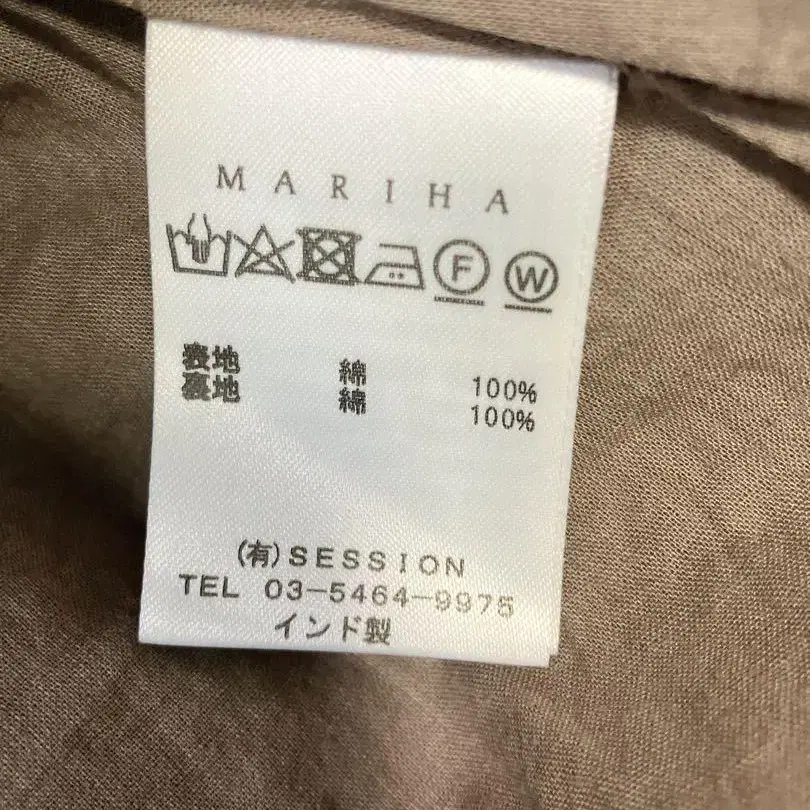 MARIHA
F W
表地 綿 100%
裏地 綿 100%
(有)SESSION
TEL 03-5464-9975
インド製